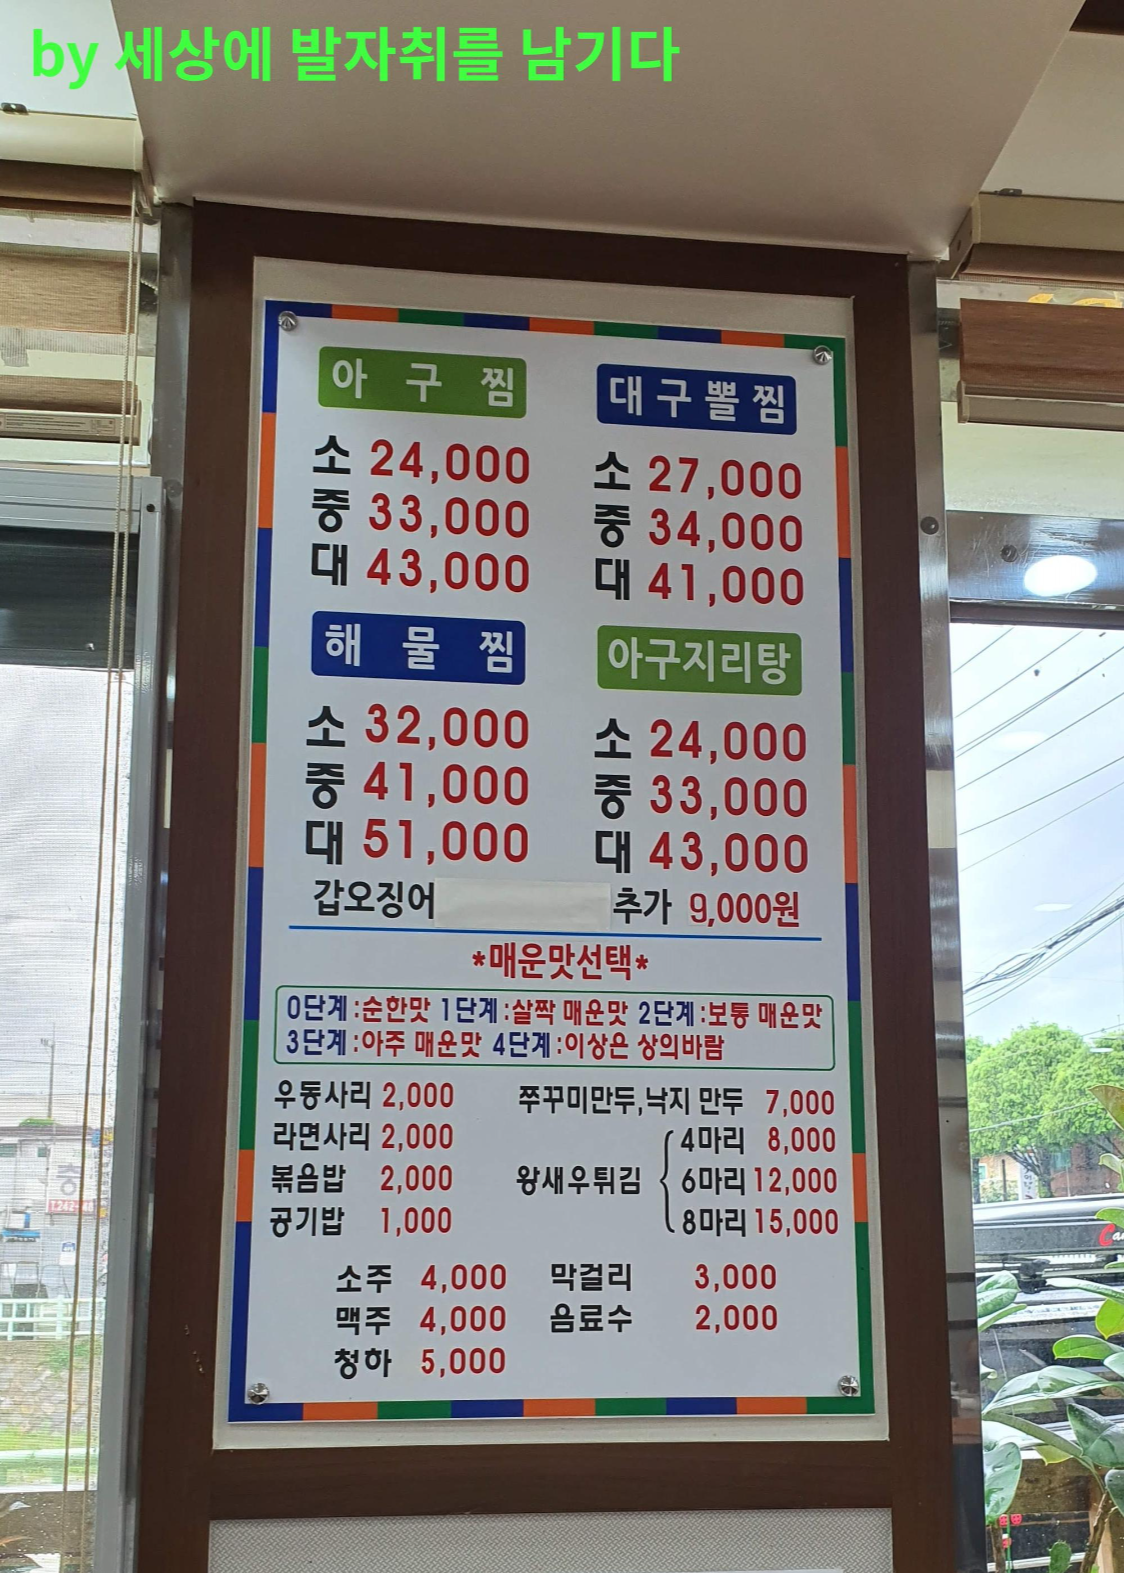 by 세상에 발자취를 남기다
아 구 찜
소 24,000
중 33,000
대 43,000
대구뽈찜
소 27,000
중 34,000
대 41,000
해 물 찜
소 32,000
중 41,000
대 51,000
아구지리탕
소 24,000
중 33,000
대 43,000
갑오징어 추가 9,000원
*매운맛선택*
0단계:순한맛 1단계:살짝 매운맛 2단계:보통 매운맛
3단계:아주 매운맛 4단계:이상은 상의바람
우동사리 2,000
라면사리 2,000
볶음밥 2,000
공기밥 1,000
쭈꾸미만두,낙지 만두 7,000
왕새우튀김
4마리 8,000
6마리 12,000
8마리 15,000
소주 4,000
맥주 4,000
청하 5,000
막걸리 3,000
음료수 2,000